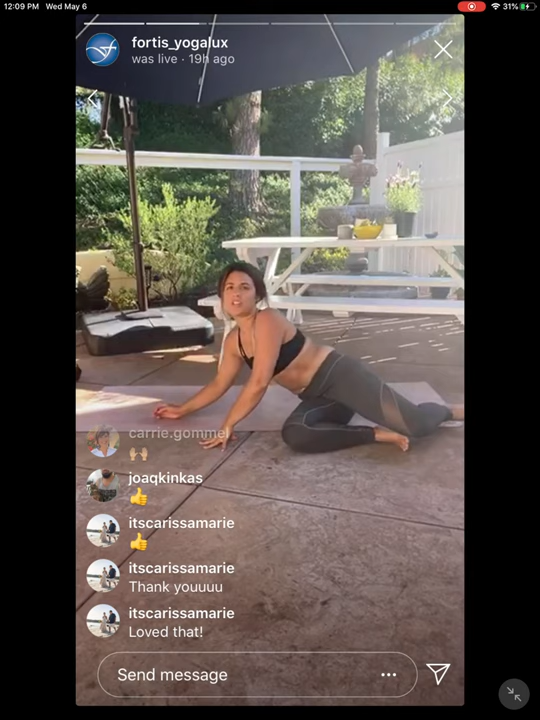 12:09 PM Wed May 6
31%
fortis_yogalux
was live · 19h ago
carrie.gommel
joaqkinkas
👍
itscarissamarie
👍
itscarissamarie
Thank youuuu
itscarissamarie
Loved that!
Send message